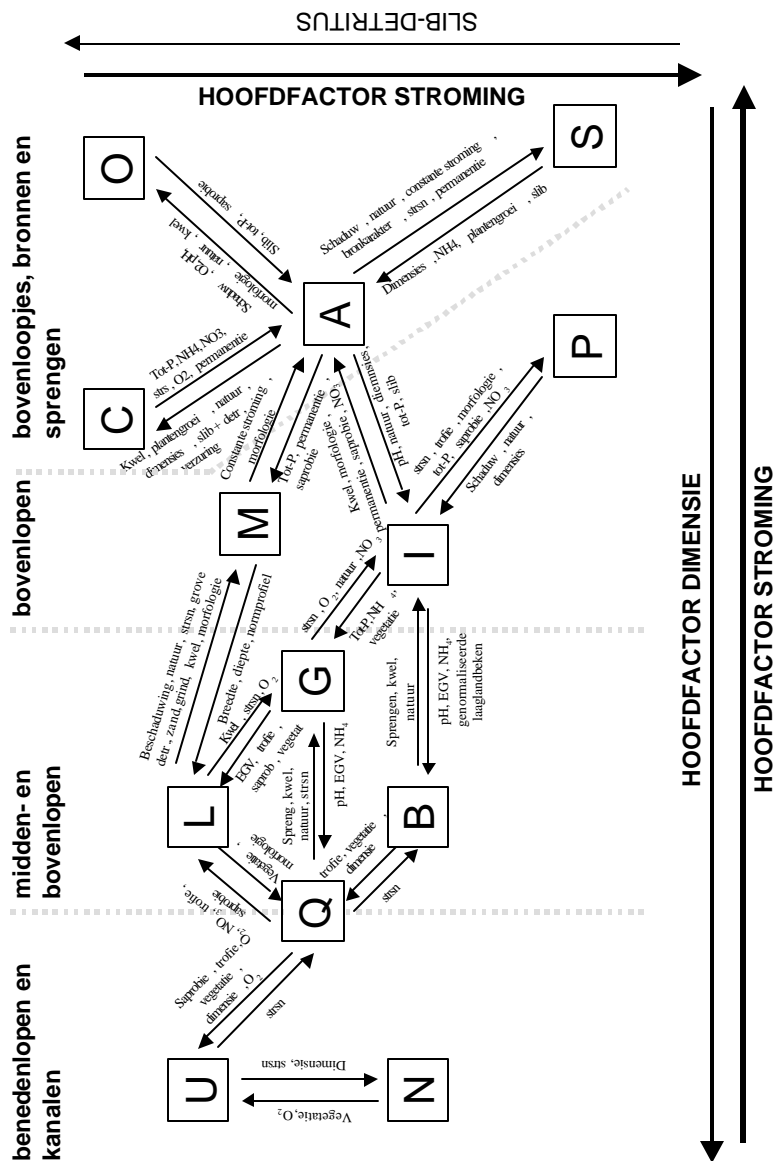 SLIB-DETRITUS
HOOFDFACTOR STROMING
bovenloopjes, bronnen en
sprengen
bovenlopen
midden- en
bovenlopen
benedenlopen en
kanalen
O
S
C
A
P
M
I
L
G
B
Q
U
N
Slib, tot-P,
saprobie
Schaduw , O2, pH,
morfologie , natuur , kwel
Tot-P, NH4, NO3,
strs , O2 , permanentie
Kwel , plantengroei , natuur ,
dimensies , slib + detr
verzuring
Schaduw , natuur , constante stroming ,
bronkarakter , strsn , permanentie
Dimensies , NH4, plantengroei , slib
Constante stroming ,
morfologie
Tot-P, permanentie ,
saprobie
Kwel, morfologie ,
permanentie , saprobie , NO3
pH, natuur , diemnsies,
tot-P, slib
strsn , trofie , morfologie ,
tot-P, saprobie , NO3
Schaduw , natuur ,
dimensies
Beschaduwing, natuur , strsn, grove
detr ., zand, grind, kwel , morfologie
Breedte , diepte , normprofiel
strsn , O2, natuur , NO3
Tot-P, NH4,
vegetatie
Kwel , strsn , O2
EGV, trofie ,
saprob , vegetat
Spreng , kwel,
natuur , strsn
pH, EGV, NH4
Sprengen, kwel,
natuur
pH, EGV, NH4,
genormaliseerde
laaglandbeken
Vegetatie ,
morfologie
O2, NO3, trofie,
saprobie
trofie, vegetatie ,
dimensie
strsn
Saprobie , trofie ,
vegetatie ,
dimensie , O2
strsn
Dimensie, strsn
Vegetatie, O2
HOOFDFACTOR DIMENSIE
HOOFDFACTOR STROMING